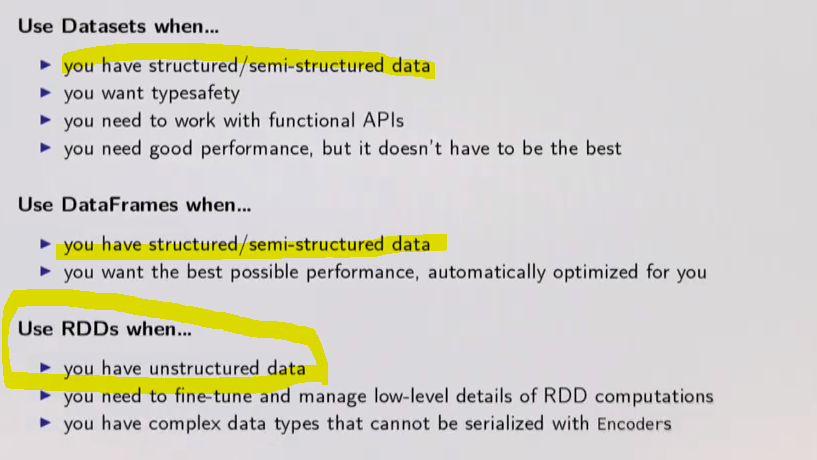 Use Datasets when...
▶ you have structured/semi-structured data
▶ you want typesafety
▶ you need to work with functional APIs
▶ you need good performance, but it doesn't have to be the best
Use DataFrames when...
▶ you have structured/semi-structured data
▶ you want the best possible performance, automatically optimized for you
Use RDDs when...
▶ you have unstructured data
▶ you need to fine-tune and manage low-level details of RDD computations
▶ you have complex data types that cannot be serialized with Encoders